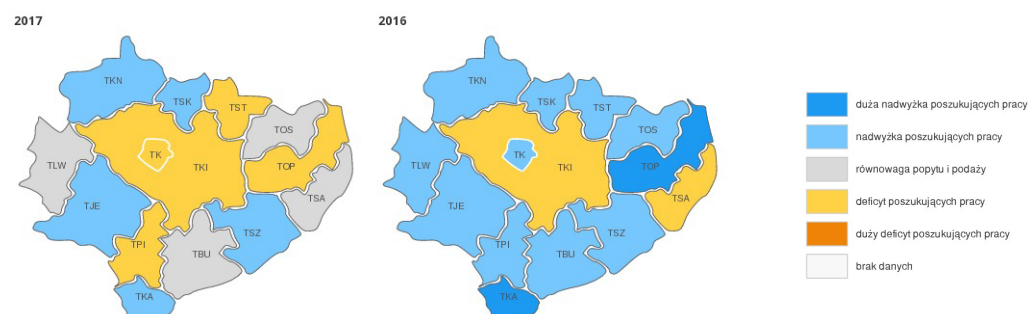 2017
2016
TKN
TSK
TST
TOS
TLW
TK
TKI
TOP
TSA
TJE
TPI
TSZ
TBU
TKA
TKN
TSK
TST
TOS
TLW
TK
TKI
TOP
TSA
TJE
TPI
TSZ
TBU
TKA
duża nadwyżka poszukujących pracy
nadwyżka poszukujących pracy
równowaga popytu i podaży
deficyt poszukujących pracy
duży deficyt poszukujących pracy
brak danych